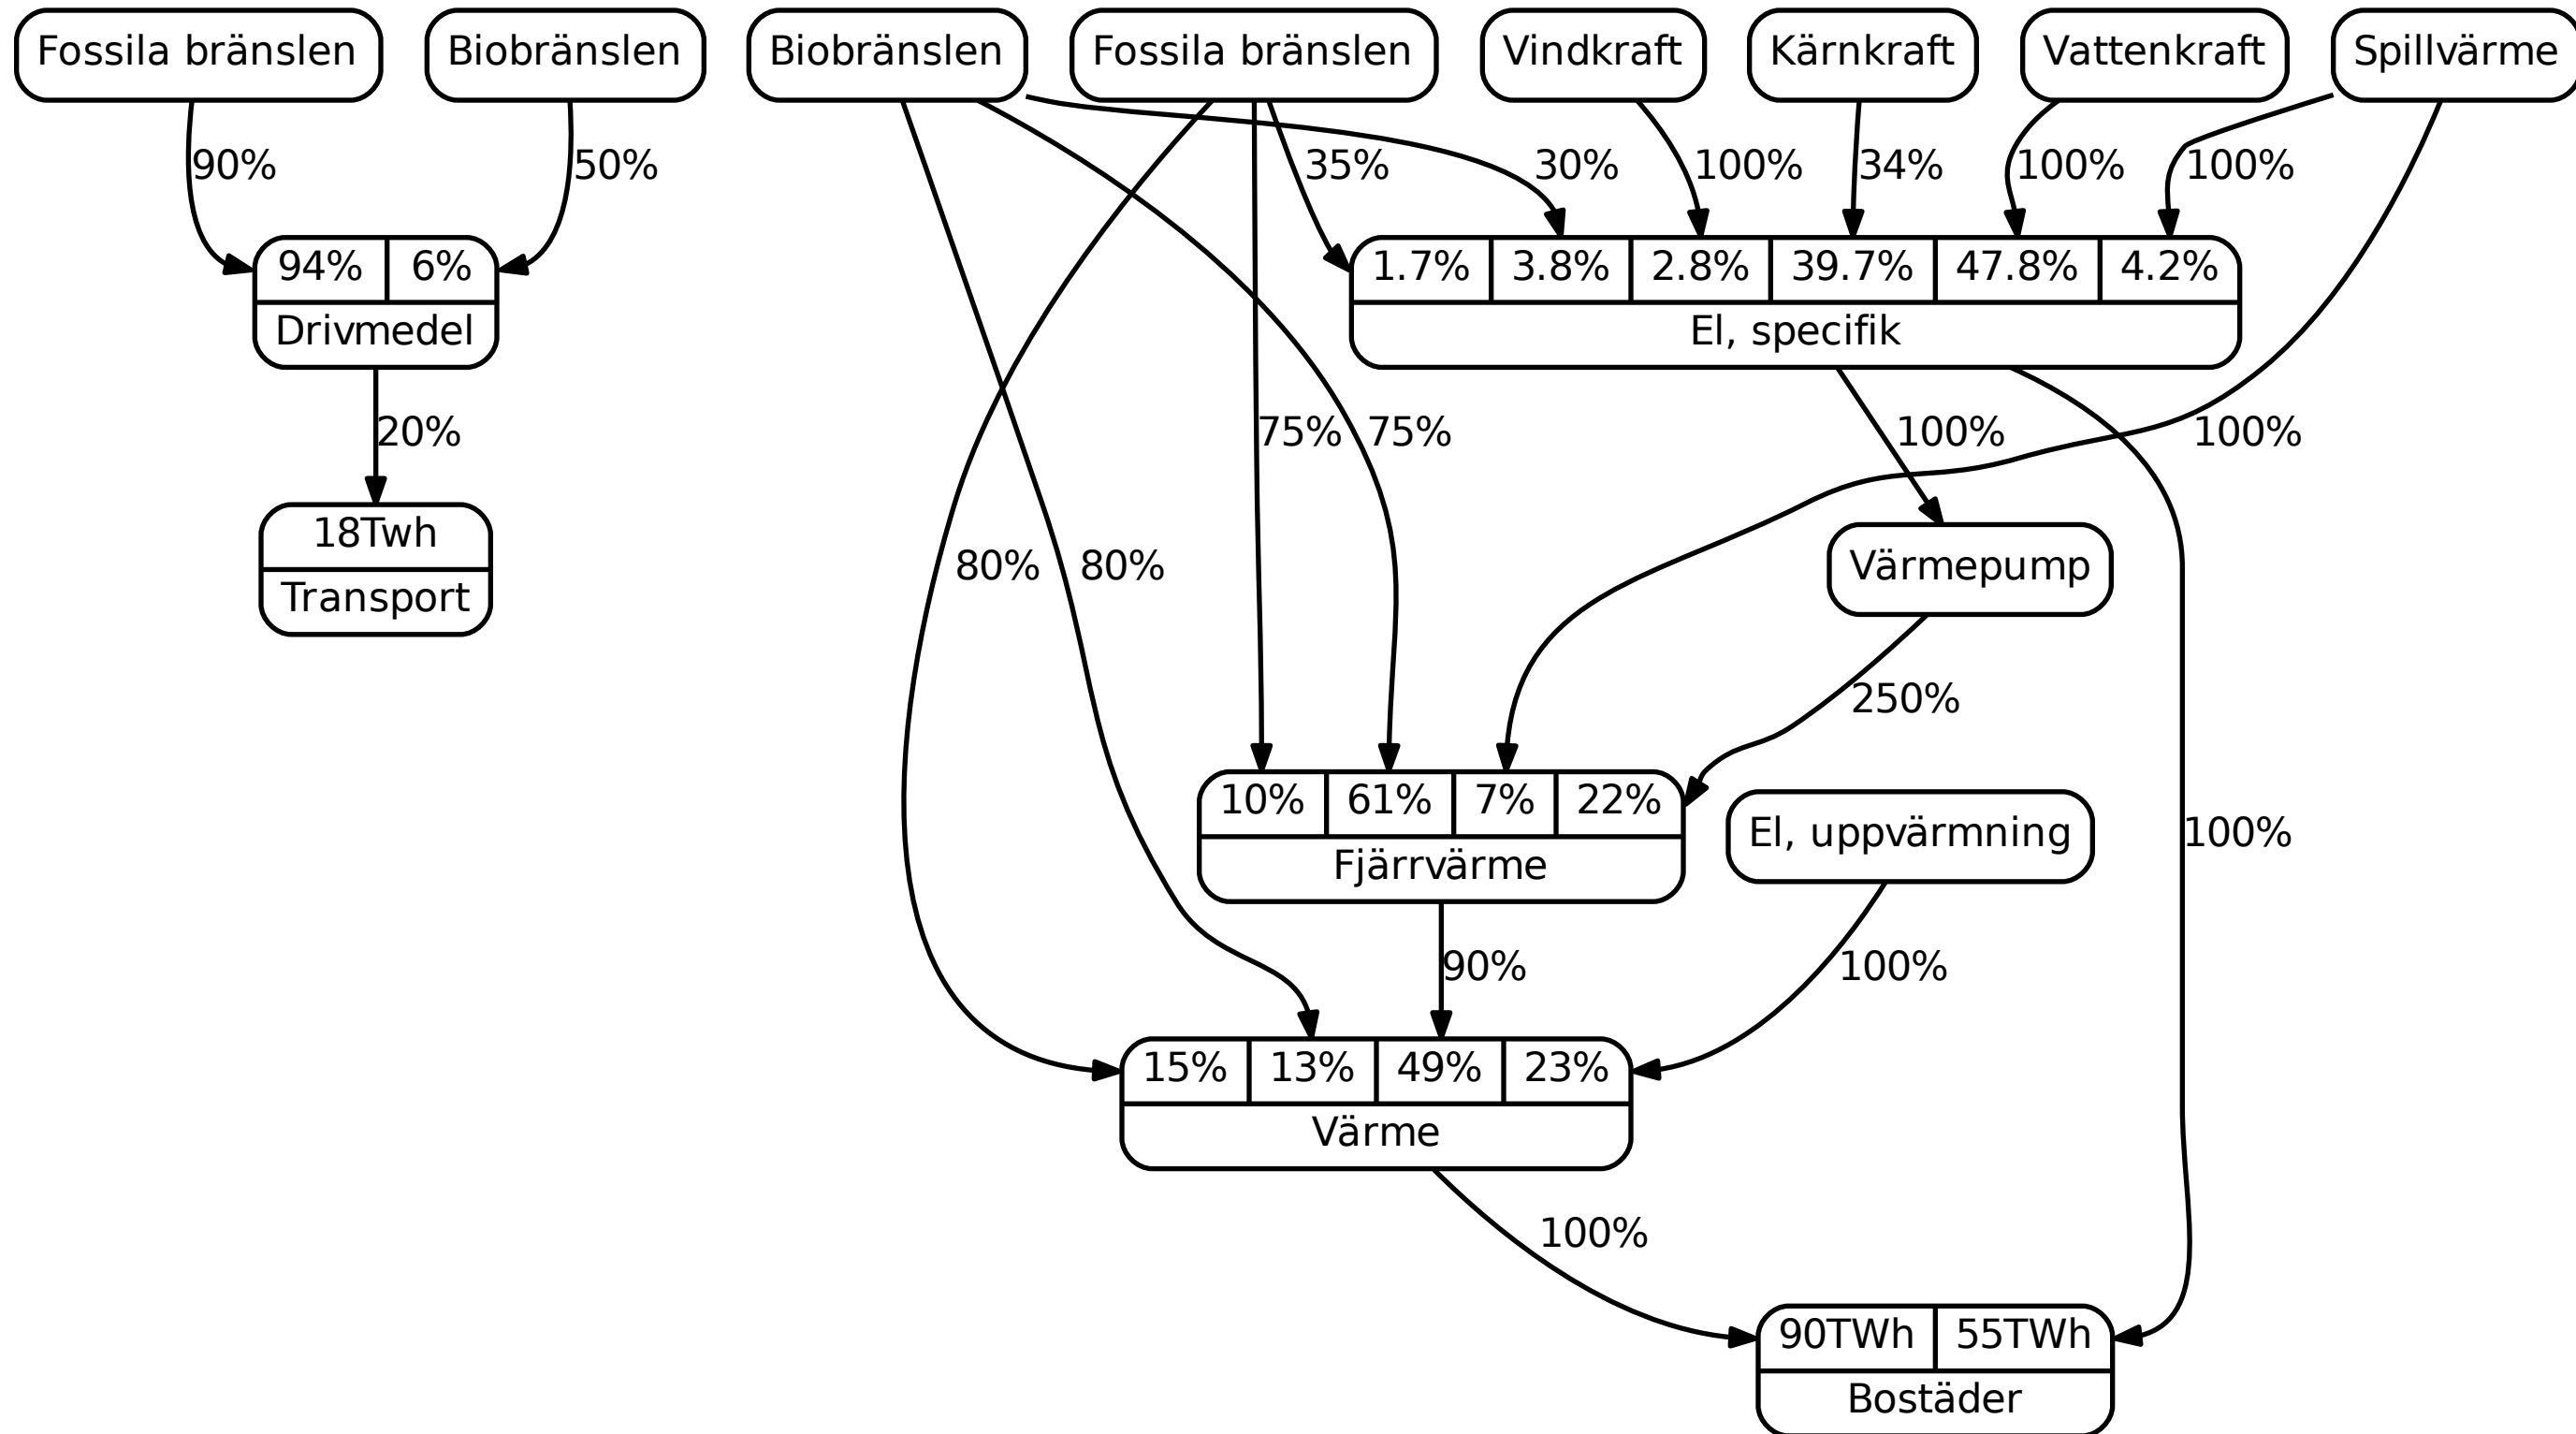 Fossila bränslen
Biobränslen
Biobränslen
Fossila bränslen
Vindkraft
Kärnkraft
Vattenkraft
Spillvärme
90%
50%
35%
30%
100%
34%
100%
100%
94%
6%
Drivmedel
1.7%
3.8%
2.8%
39.7%
47.8%
4.2%
El, specifik
20%
75%
75%
100%
100%
18Twh
Transport
80%
80%
Värmepump
250%
10%
61%
7%
22%
Fjärrvärme
El, uppvärmning
100%
90%
100%
15%
13%
49%
23%
Värme
100%
90TWh
55TWh
Bostäder